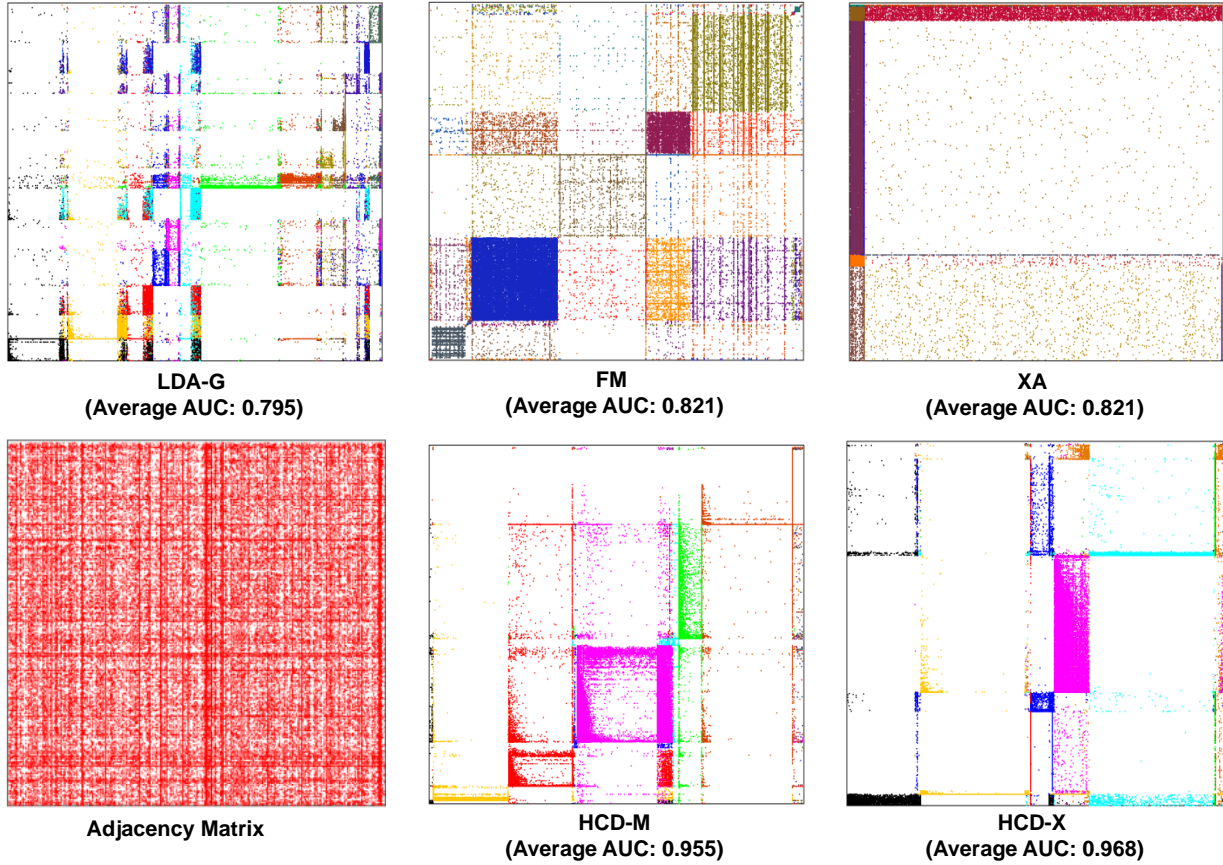 LDA-G
(Average AUC: 0.795)
FM
(Average AUC: 0.821)
XA
(Average AUC: 0.821)
Adjacency Matrix
HCD-M
(Average AUC: 0.955)
HCD-X
(Average AUC: 0.968)